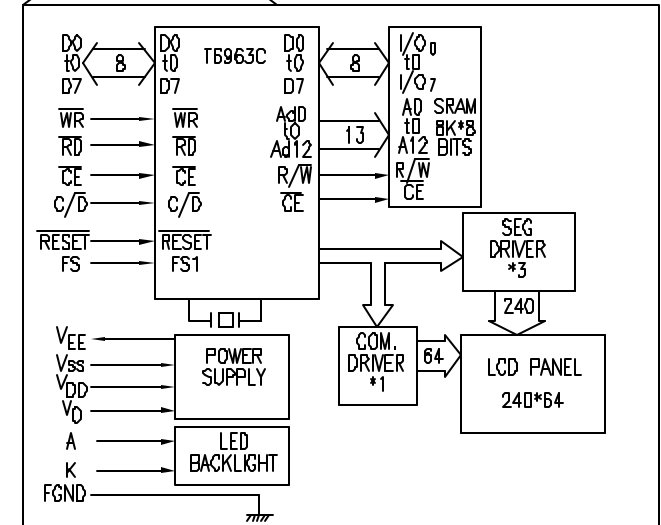 D0
t0
D7
8
D0
t0
D7
T6963C
D0
t0
D7
8
I/O0
t0
I/O7
WR
RD
CE
C/D
WR
RD
CE
C/D
Ad0
t0
Ad12
R/W
CE
13
A0 SRAM
t0 8K*8
A12 BITS
R/W
CE
RESET
FS
RESET
FS1
SEG
DRIVER
*3
240
COM.
DRIVER
*1
64
LCD PANEL
240*64
VEE
VSS
VDD
VO
POWER
SUPPLY
A
K
LED
BACKLIGHT
FGND